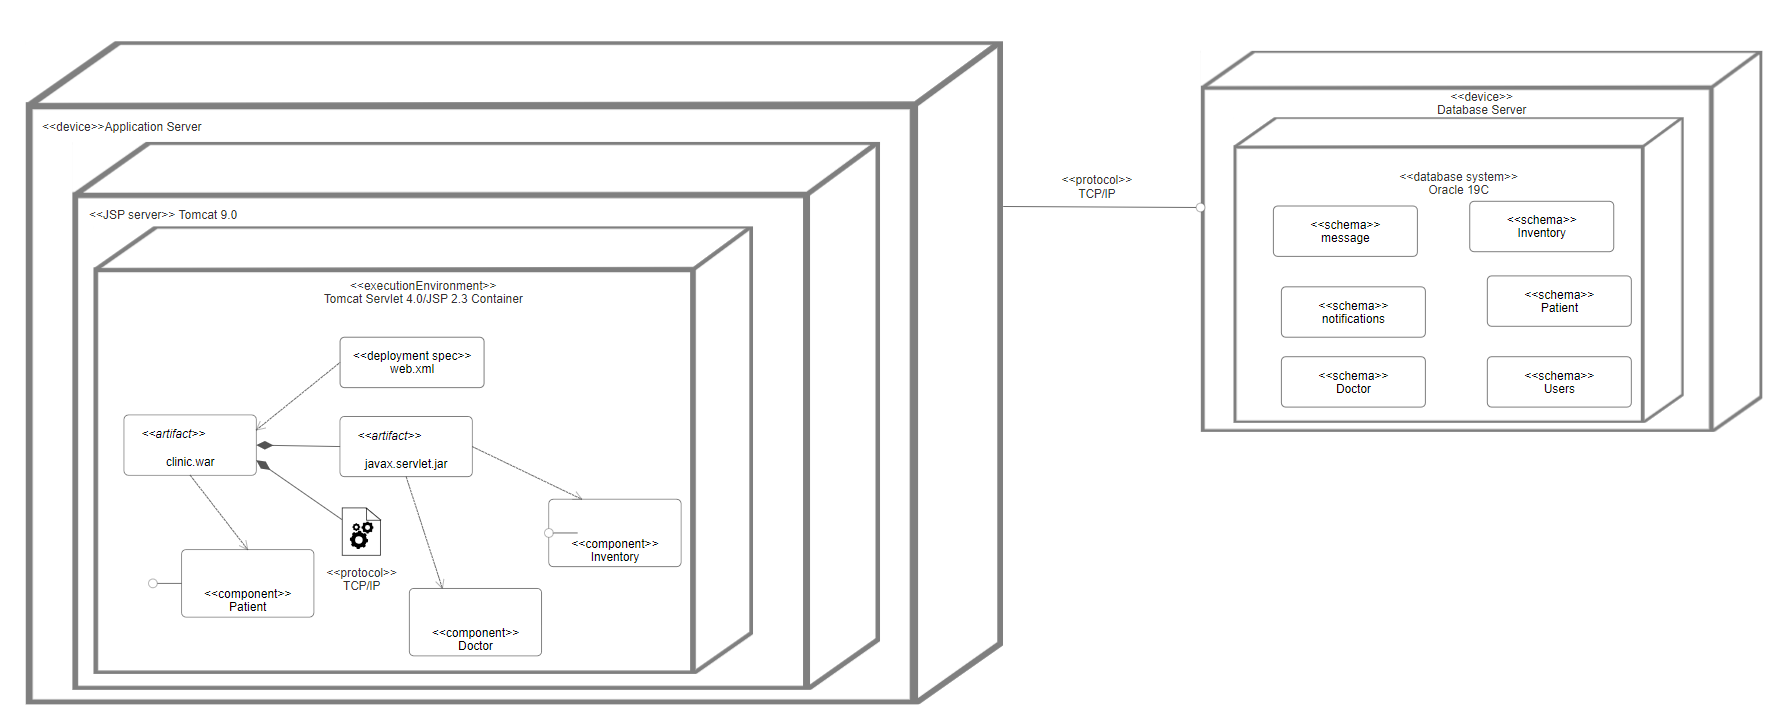 <<device>>Application Server
<<JSP server>> Tomcat 9.0
<<executionEnvironment>>
Tomcat Servlet 4.0/JSP 2.3 Container
<<deployment spec>>
web.xml
<<artifact>>
clinic.war
<<artifact>>
javax.servlet.jar
<<component>>
Inventory
<<protocol>>
TCP/IP
<<component>>
Patient
<<component>>
Doctor
<<protocol>>
TCP/IP
<<device>>
Database Server
<<database system>>
Oracle 19C
<<schema>>
message
<<schema>>
Inventory
<<schema>>
notifications
<<schema>>
Patient
<<schema>>
Doctor
<<schema>>
Users